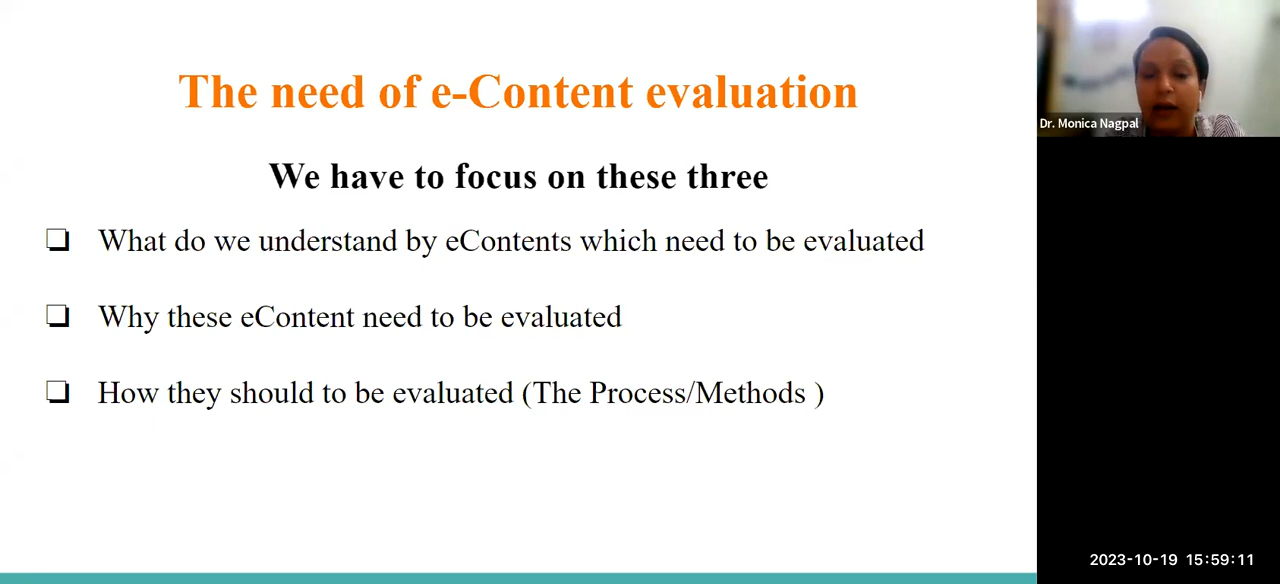 The need of e-Content evaluation
We have to focus on these three
❏ What do we understand by eContents which need to be evaluated
❏ Why these eContent need to be evaluated
❏ How they should to be evaluated (The Process/Methods )
Dr. Monica Nagpal
2023-10-19 15:59:11